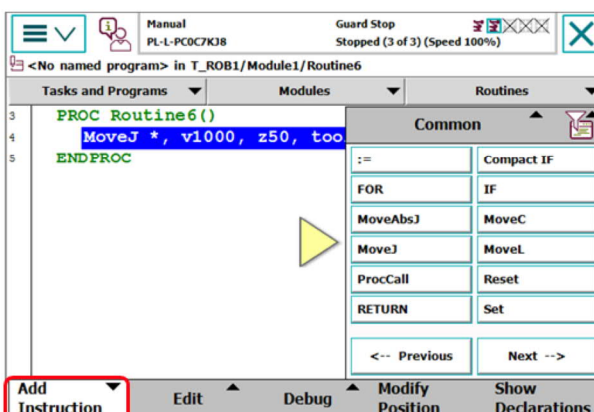 Manual
PL-L-PC0C7KJ8
Guard Stop
Stopped (3 of 3) (Speed 100%)
<No named program> in T_ROB1/Module1/Routine6
Tasks and Programs
Modules
Routines
3 PROC Routine6()
4 MoveJ *, v1000, z50, too
5 ENDPROC
Common
:= Compact IF
FOR IF
MoveAbsJ MoveC
MoveJ MoveL
ProcCall Reset
RETURN Set
<-- Previous Next -->
Add
Instruction
Edit
Debug
Modify
Position
Show
Declarations